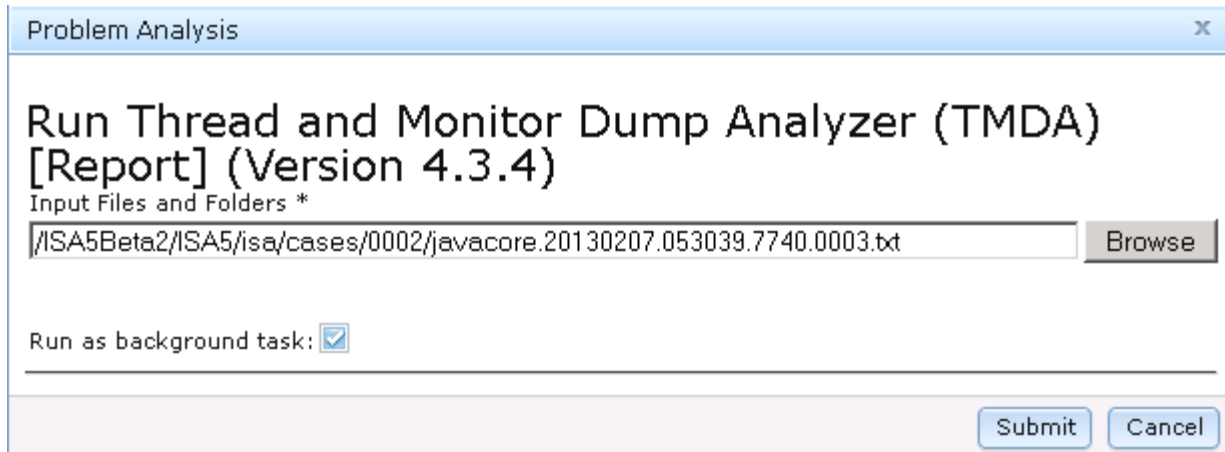 Problem Analysis x
Run Thread and Monitor Dump Analyzer (TMDA)
[Report] (Version 4.3.4)
Input Files and Folders *
/ISA5Beta2/ISA5/isa/cases/0002/javacore.20130207.053039.7740.0003.txt Browse
Run as background task:
Submit Cancel